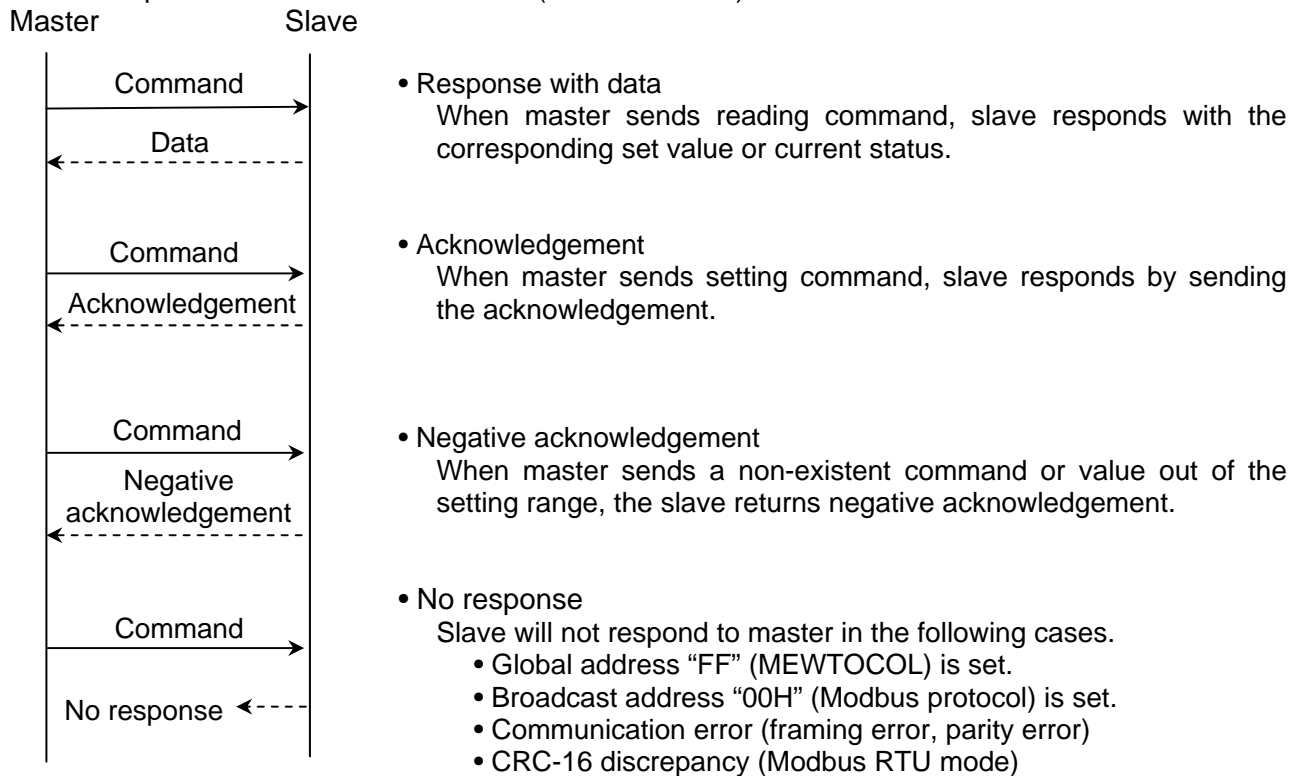 Master Slave
Command
Data
• Response with data
When master sends reading command, slave responds with the
corresponding set value or current status.
Command
Acknowledgement
• Acknowledgement
When master sends setting command, slave responds by sending
the acknowledgement.
Command
Negative
acknowledgement
• Negative acknowledgement
When master sends a non-existent command or value out of the
setting range, the slave returns negative acknowledgement.
Command
No response
• No response
Slave will not respond to master in the following cases.
• Global address “FF” (MEWTOCOL) is set.
• Broadcast address “00H” (Modbus protocol) is set.
• Communication error (framing error, parity error)
• CRC-16 discrepancy (Modbus RTU mode)